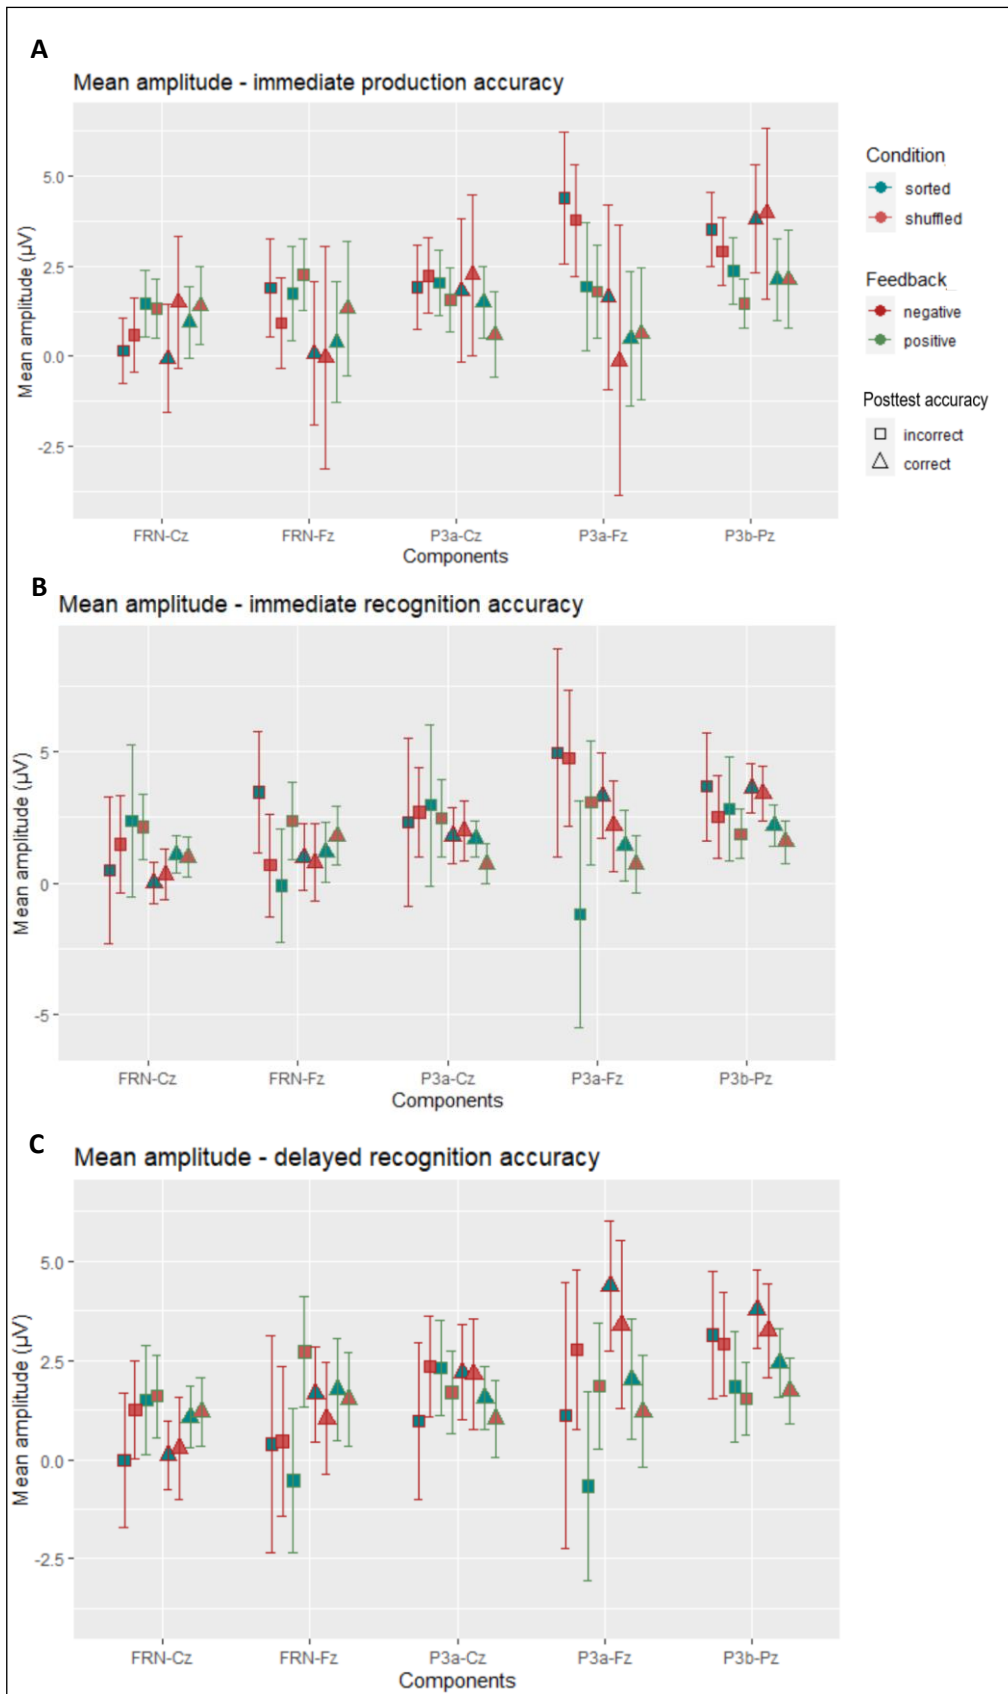 A
Mean amplitude - immediate production accuracy
Mean amplitude (µV)
5.0
2.5
0.0
-2.5
FRN-Cz FRN-Fz P3a-Cz P3a-Fz P3b-Pz
Components
Condition
sorted
shuffled
Feedback
negative
positive
Posttest accuracy
incorrect
correct
B
Mean amplitude - immediate recognition accuracy
Mean amplitude (µV)
5
0
-5
FRN-Cz FRN-Fz P3a-Cz P3a-Fz P3b-Pz
Components
C
Mean amplitude - delayed recognition accuracy
Mean amplitude (µV)
5.0
2.5
0.0
-2.5
FRN-Cz FRN-Fz P3a-Cz P3a-Fz P3b-Pz
Components